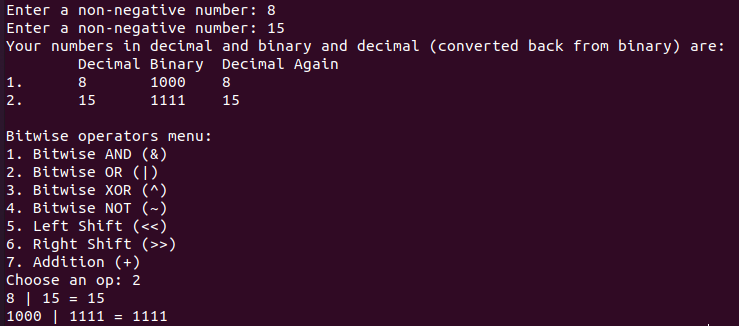 Enter a non-negative number: 8
Enter a non-negative number: 15
Your numbers in decimal and binary and decimal (converted back from binary) are:
        Decimal Binary  Decimal Again
1.      8       1000    8
2.      15      1111    15

Bitwise operators menu:
1. Bitwise AND (&)
2. Bitwise OR (|)
3. Bitwise XOR (^)
4. Bitwise NOT (~)
5. Left Shift (<<)
6. Right Shift (>>)
7. Addition (+)
Choose an op: 2
8 | 15 = 15
1000 | 1111 = 1111